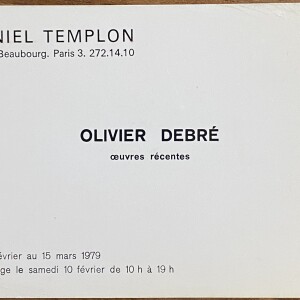 NIEL TEMPLON
Beaubourg. Paris 3. 272.14.10
OLIVIER DEBRÉ
œuvres récentes
évrier au 15 mars 1979
ge le samedi 10 février de 10 h à 19 h